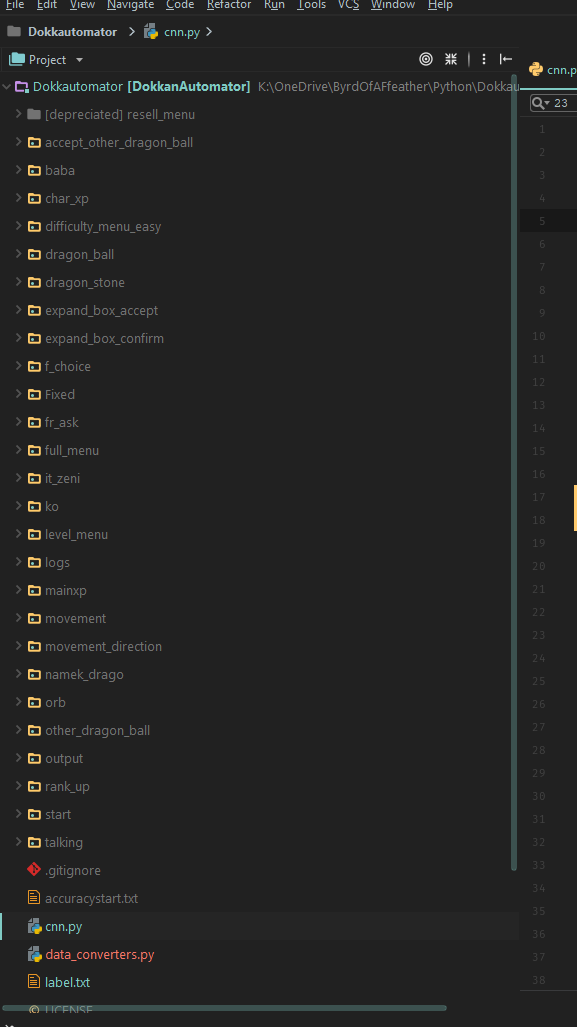 File Edit View Navigate Code Refactor Run Tools VCS Window Help
Dokkautomator cnn.py
Project
cnn.p
Dokkautomator [DokkanAutomator] K:\OneDrive\ByrdOfAFfeather\Python\Dokkau
23
[depreciated] resell_menu
accept_other_dragon_ball
baba
char_xp
difficulty_menu_easy
dragon_ball
dragon_stone
expand_box_accept
expand_box_confirm
f_choice
Fixed
fr_ask
full_menu
it_zeni
ko
level_menu
logs
mainxp
movement
movement_direction
namek_drago
orb
other_dragon_ball
output
rank_up
start
talking
.gitignore
accuracystart.txt
cnn.py
data_converters.py
label.txt
LICENSE
1
2
3
4
5
6
7
8
9
10
11
12
13
14
15
16
17
18
19
20
21
22
23
24
25
26
27
28
29
30
31
32
33
34
35
36
37
38